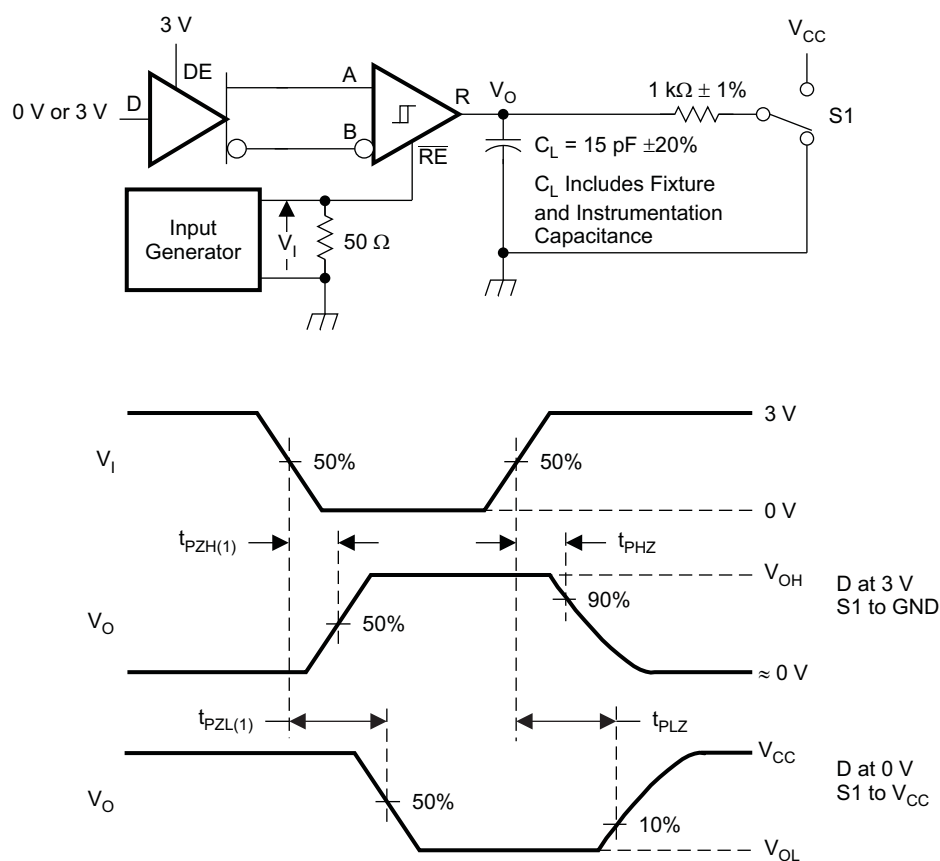 3 V
V_CC
DE
A
R
V_O
1 kΩ ± 1%
D
0 V or 3 V
S1
B
R̅E̅
C_L = 15 pF ±20%
C_L Includes Fixture
and Instrumentation
Capacitance
Input
Generator
V_I
50 Ω
3 V
V_I
50%
50%
0 V
t_PZH(1)
t_PHZ
V_OH
D at 3 V
S1 to GND
90%
V_O
50%
≈ 0 V
t_PZL(1)
t_PLZ
V_CC
D at 0 V
S1 to V_CC
V_O
50%
10%
V_OL